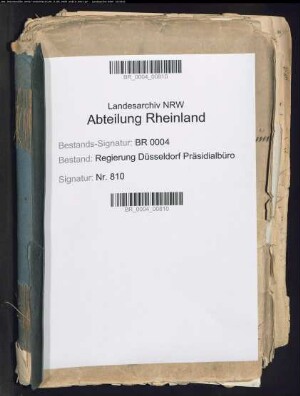 BR_0004_00810
Landesarchiv NRW
Abteilung Rheinland
Bestands-Signatur: BR 0004
Bestand: Regierung Düsseldorf Präsidialbüro
Signatur: Nr. 810
BR_0004_00810